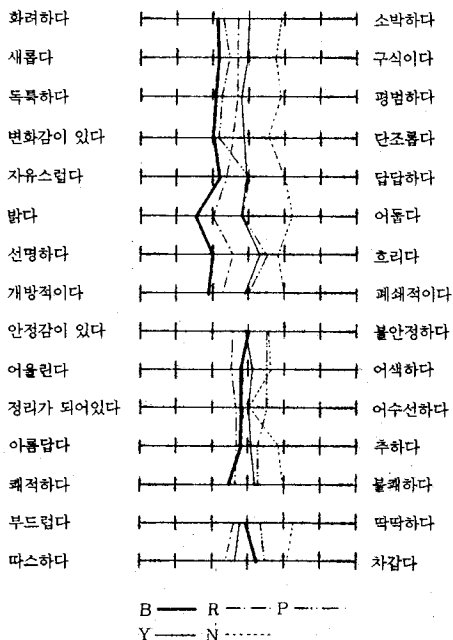 화려하다 소박하다
새롭다 구식이다
독특하다 평범하다
변화감이 있다 단조롭다
자유스럽다 답답하다
밝다 어둡다
선명하다 흐리다
개방적이다 폐쇄적이다
안정감이 있다 불안정하다
어울린다 어색하다
정리가 되어있다 어수선하다
아름답다 추하다
쾌적하다 불쾌하다
부드럽다 딱딱하다
따스하다 차갑다
B R P
Y N